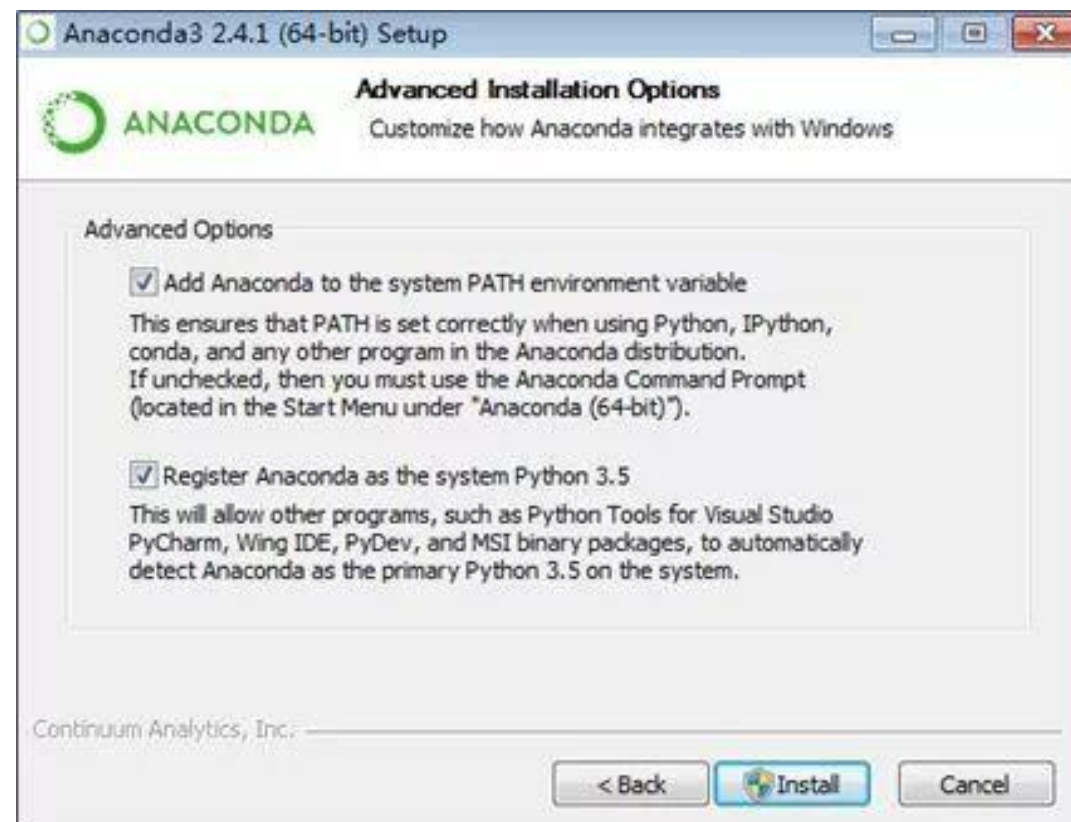 Anaconda3 2.4.1 (64-bit) Setup
ANACONDA
Advanced Installation Options
Customize how Anaconda integrates with Windows
Advanced Options
Add Anaconda to the system PATH environment variable
This ensures that PATH is set correctly when using Python, IPython,
conda, and any other program in the Anaconda distribution.
If unchecked, then you must use the Anaconda Command Prompt
(located in the Start Menu under "Anaconda (64-bit)").
Register Anaconda as the system Python 3.5
This will allow other programs, such as Python Tools for Visual Studio
PyCharm, Wing IDE, PyDev, and MSI binary packages, to automatically
detect Anaconda as the primary Python 3.5 on the system.
Continuum Analytics, Inc.
< Back
Install
Cancel